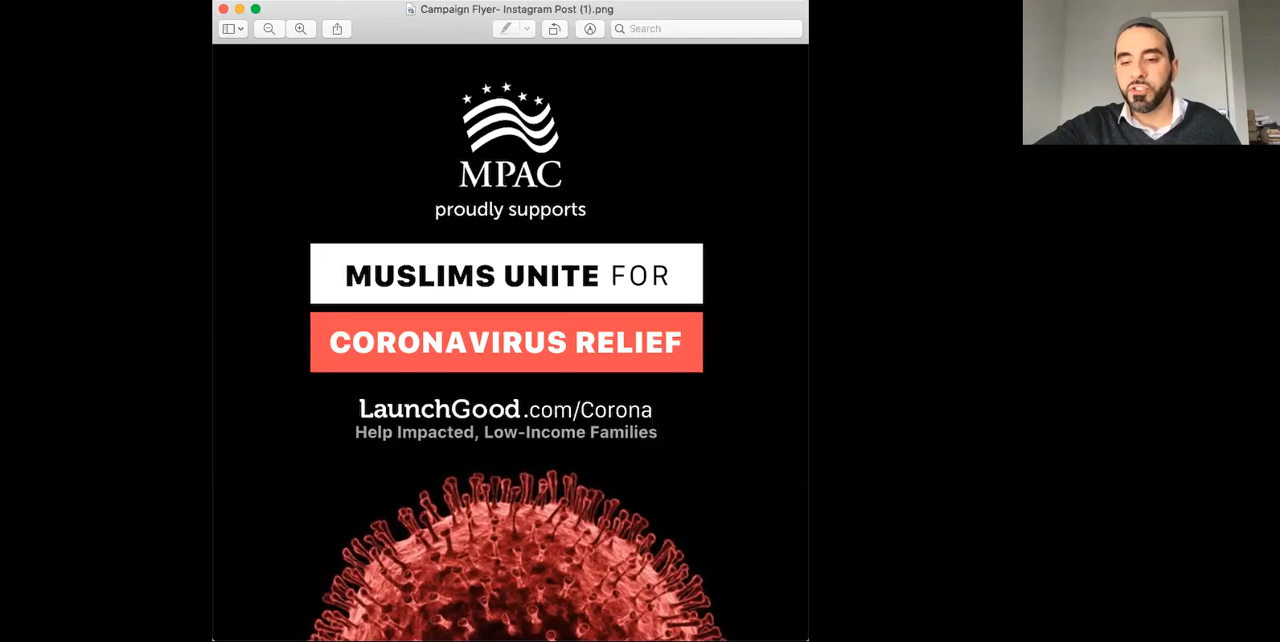 Campaign Flyer- Instagram Post (1).png
Search
MPAC
proudly supports
MUSLIMS UNITE FOR
CORONAVIRUS RELIEF
LaunchGood.com/Corona
Help Impacted, Low-Income Families